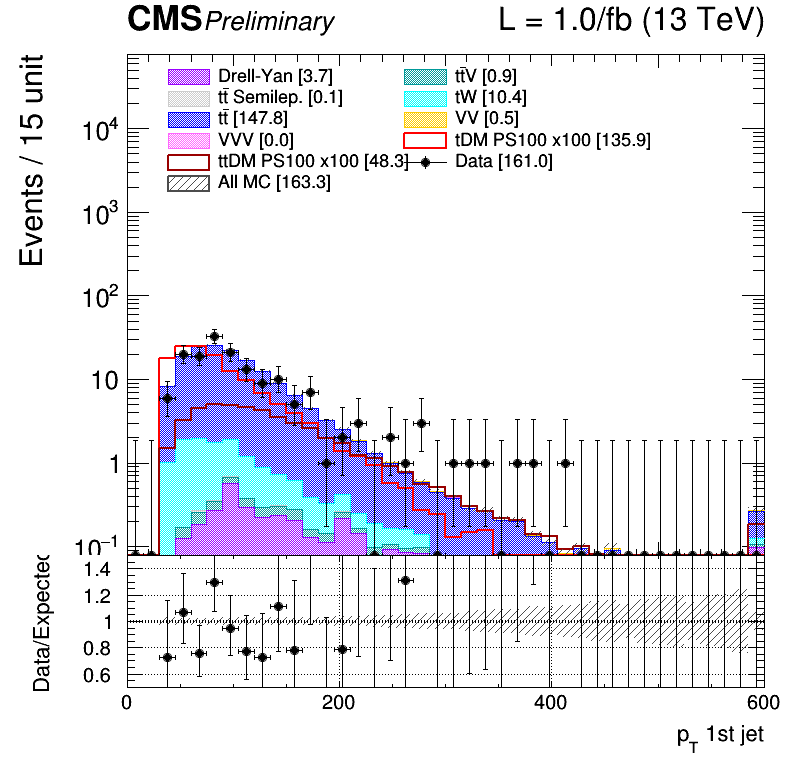 CMS Preliminary L = 1.0/fb (13 TeV)
Events / 15 unit
Drell-Yan [3.7] tt̄V [0.9]
tt̄ Semilep. [0.1] tW [10.4]
tt̄ [147.8] VV [0.5]
VVV [0.0] tDM PS100 x100 [135.9]
ttDM PS100 x100 [48.3] Data [161.0]
All MC [163.3]
10⁴
10³
10²
10
1
10⁻¹
Data/Expected
1.4
1.2
1
0.8
0.6
0 200 400 600
p_T 1st jet